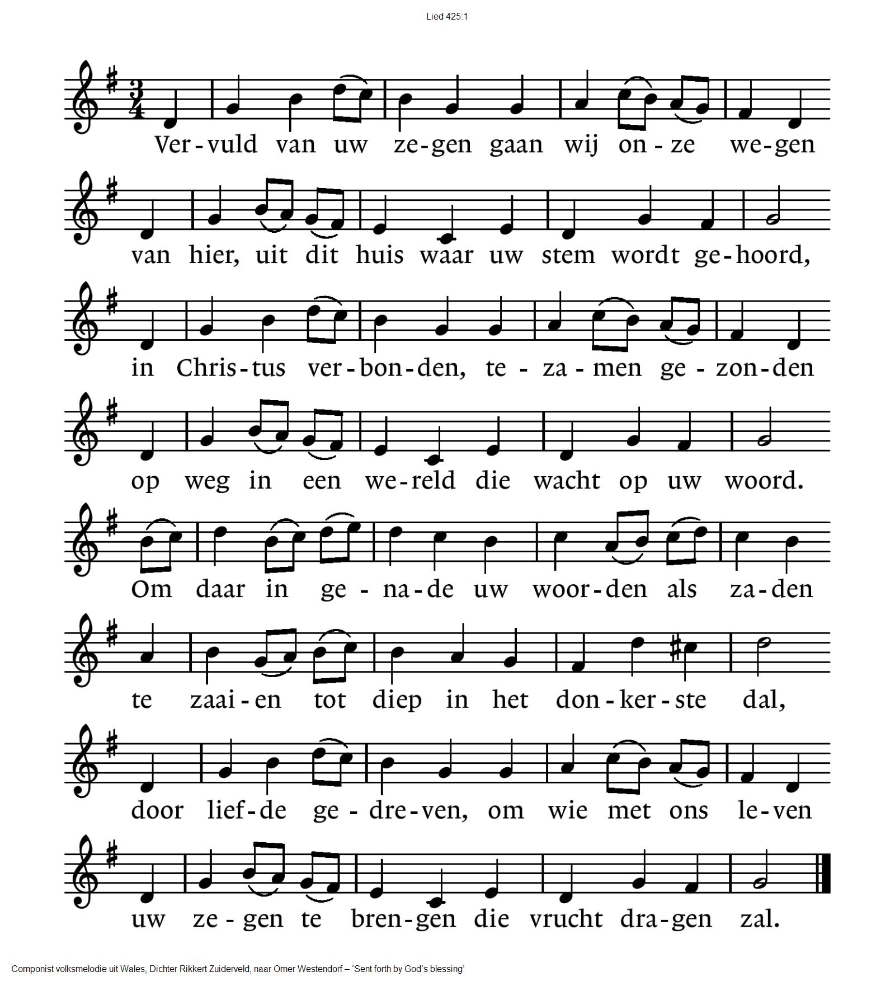 Lied 425:1
3
4
Ver-vuld van uw ze-gen gaan wij on-ze we-gen
van hier, uit dit huis waar uw stem wordt ge-hoord,
in Chris-tus ver-bon-den, te-za-men ge-zon-den
op weg in een we-reld die wacht op uw woord.
Om daar in ge-na-de uw woor-den als za-den
te zaai-en tot diep in het don-ker-ste dal,
door lief-de ge-dre-ven, om wie met ons le-ven
uw ze-gen te bren-gen die vrucht dra-gen zal.
Componist volksmelodie uit Wales, Dichter Rikkert Zuiderveld, naar Omer Westendorf – ‘Sent forth by God’s blessing’